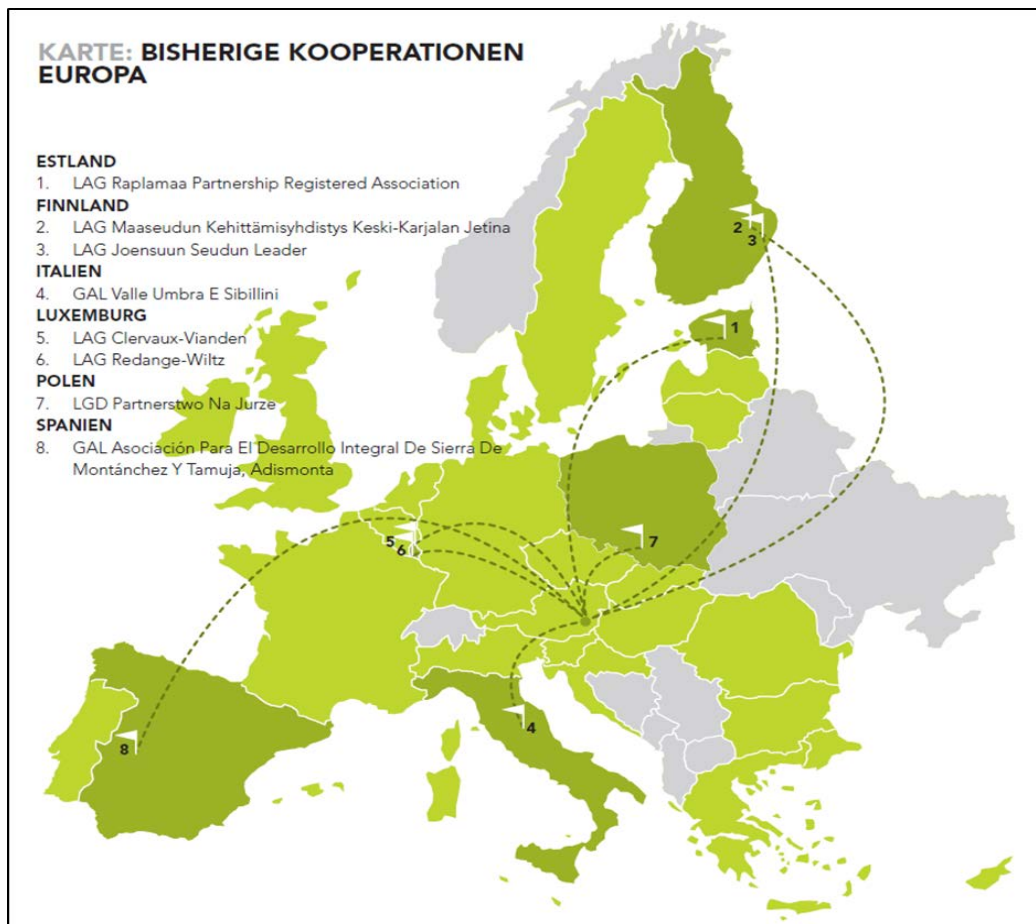 KARTE: BISHERIGE KOOPERATIONEN
EUROPA
ESTLAND
1. LAG Raplamaa Partnership Registered Association
FINNLAND
2. LAG Maaseudun Kehittämisyhdistys Keski-Karjalan Jetina
3. LAG Joensuun Seudun Leader
ITALIEN
4. GAL Valle Umbra E Sibillini
LUXEMBURG
5. LAG Clervaux-Vianden
6. LAG Redange-Wiltz
POLEN
7. LGD Partnerstwo Na Jurze
SPANIEN
8. GAL Asociación Para El Desarrollo Integral De Sierra De
Montánchez Y Tamuja, Adismonta
2
3
1
5
6
7
4
8